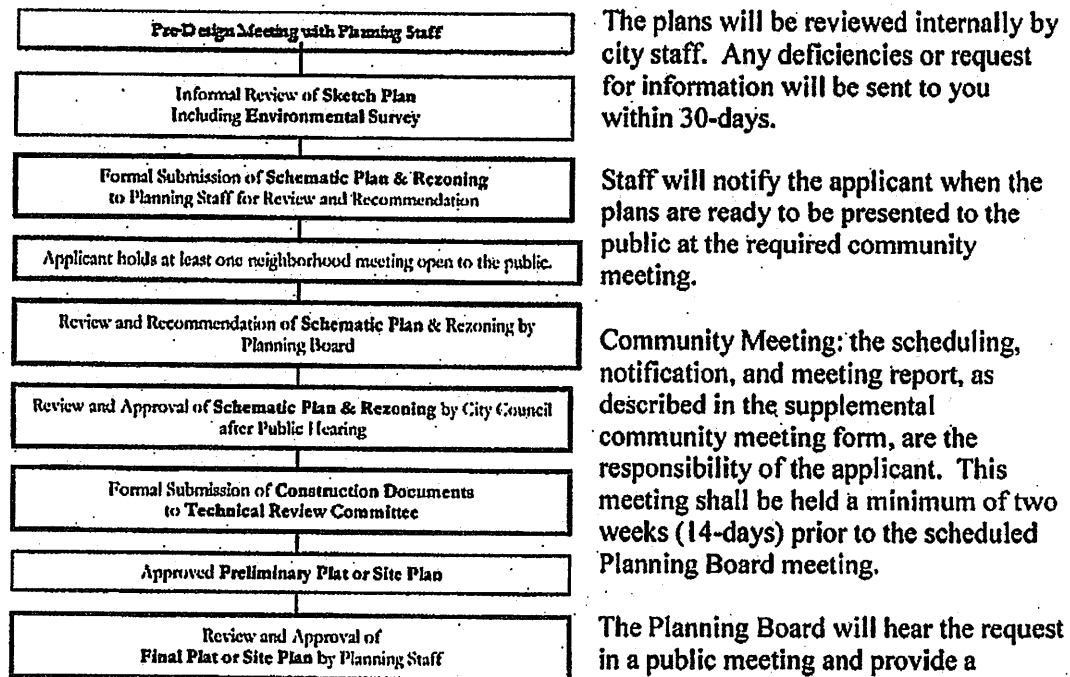 Pre-Design Meeting with Planning Staff
Informal Review of Sketch Plan
Including Environmental Survey
Formal Submission of Schematic Plan & Rezoning
to Planning Staff for Review and Recommendation
Applicant holds at least one neighborhood meeting open to the public.
Review and Recommendation of Schematic Plan & Rezoning by
Planning Board
Review and Approval of Schematic Plan & Rezoning by City Council
after Public Hearing
Formal Submission of Construction Documents
to Technical Review Committee
Approved Preliminary Plat or Site Plan
Review and Approval of
Final Plat or Site Plan by Planning Staff
The plans will be reviewed internally by
city staff. Any deficiencies or request
for information will be sent to you
within 30-days.
Staff will notify the applicant when the
plans are ready to be presented to the
public at the required community
meeting.
Community Meeting: the scheduling,
notification, and meeting report, as
described in the supplemental
community meeting form, are the
responsibility of the applicant. This
meeting shall be held a minimum of two
weeks (14-days) prior to the scheduled
Planning Board meeting.
The Planning Board will hear the request
in a public meeting and provide a